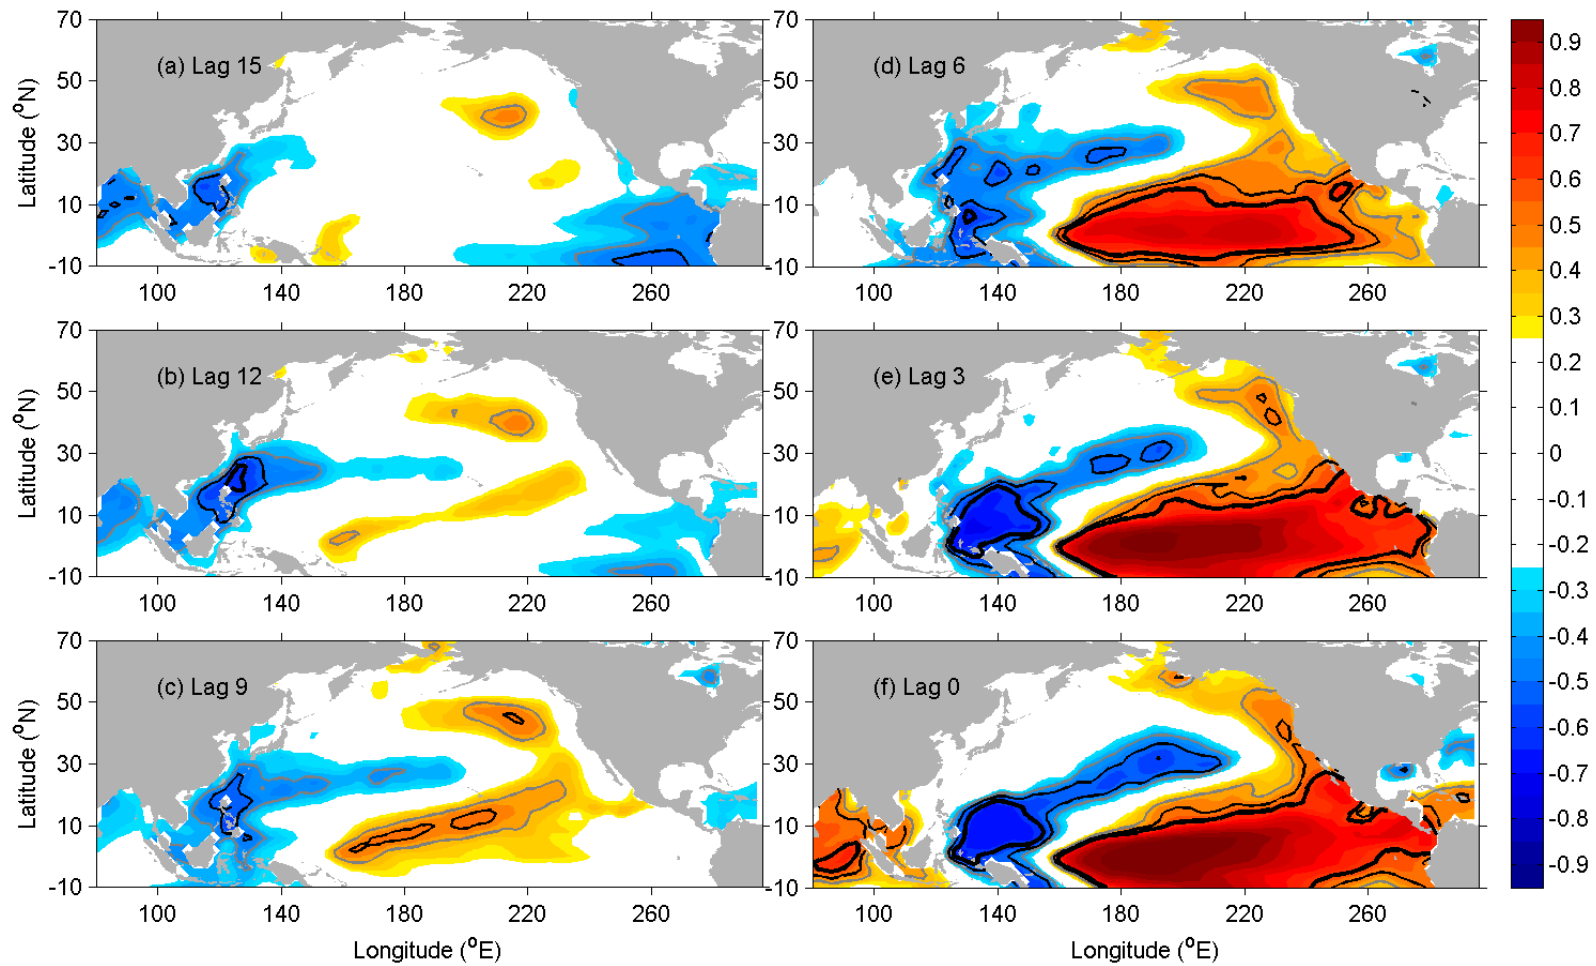 70
50
30
10
-10
Latitude (°N)
(a) Lag 15
100 140 180 220 260
70
50
30
10
-10
Latitude (°N)
(b) Lag 12
100 140 180 220 260
70
50
30
10
-10
Latitude (°N)
(c) Lag 9
100 140 180 220 260
Longitude (°E)
70
50
30
10
-10
(d) Lag 6
100 140 180 220 260
70
50
30
10
-10
(e) Lag 3
100 140 180 220 260
70
50
30
10
-10
(f) Lag 0
100 140 180 220 260
Longitude (°E)
0.9
0.8
0.7
0.6
0.5
0.4
0.3
0.2
0.1
0
-0.1
-0.2
-0.3
-0.4
-0.5
-0.6
-0.7
-0.8
-0.9